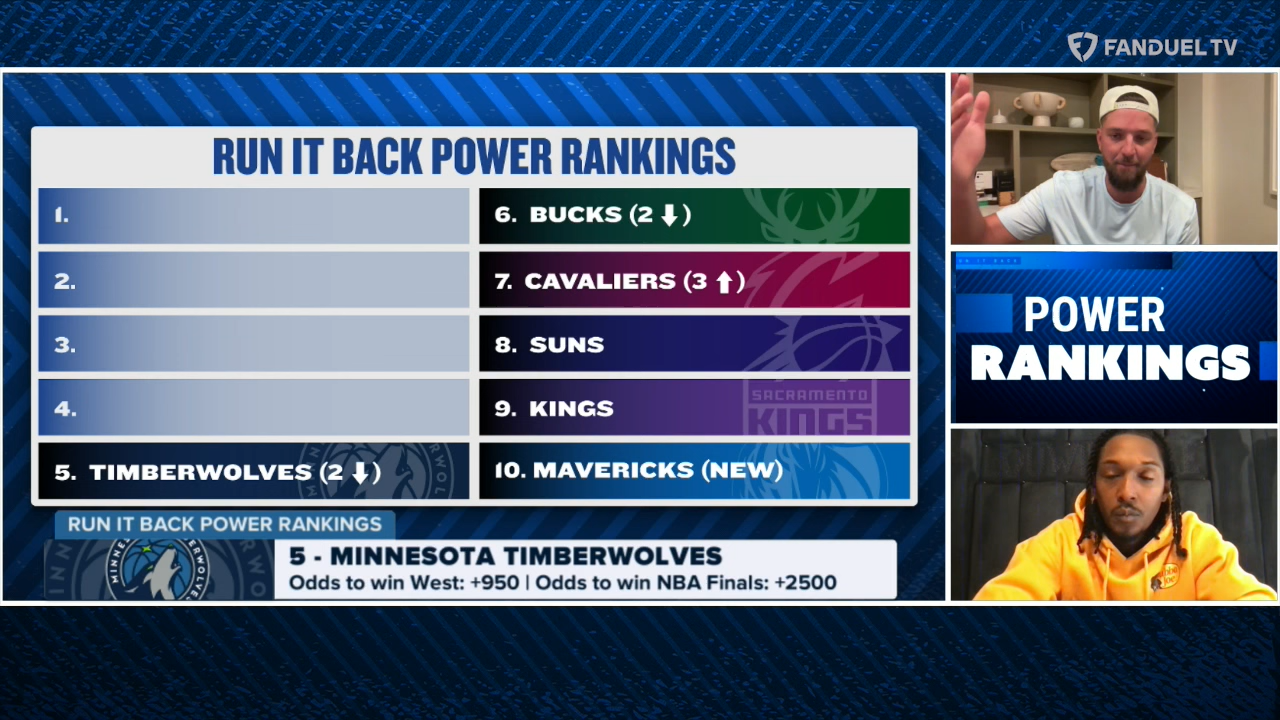 FANDUEL TV
RUN IT BACK POWER RANKINGS
1.
2.
3.
4.
5. TIMBERWOLVES (2 ↓)
6. BUCKS (2 ↓)
7. CAVALIERS (3 ↑)
8. SUNS
9. KINGS
SACRAMENTO
KINGS
10. MAVERICKS (NEW)
RUN IT BACK POWER RANKINGS
5 - MINNESOTA TIMBERWOLVES
Odds to win West: +950 | Odds to win NBA Finals: +2500
POWER
RANKINGS